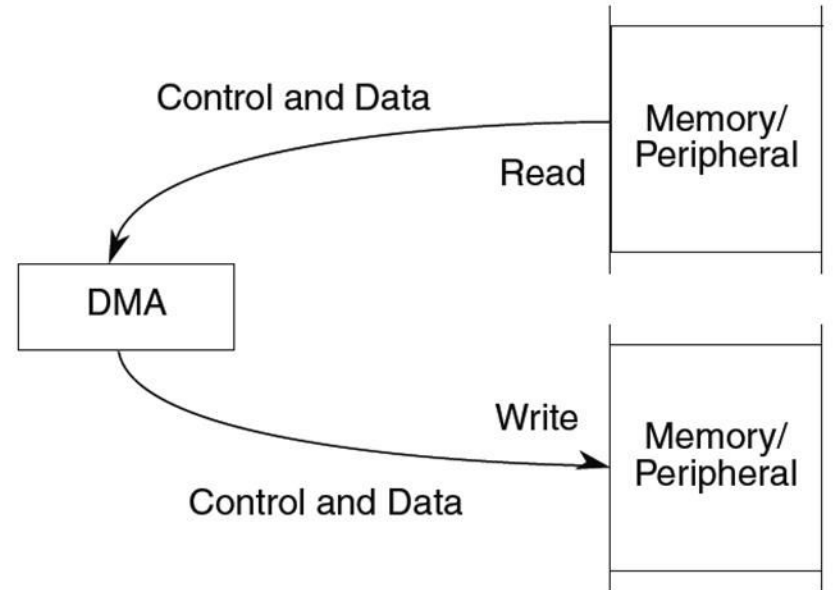 Control and Data
Memory/
Peripheral
Read
DMA
Write
Memory/
Peripheral
Control and Data